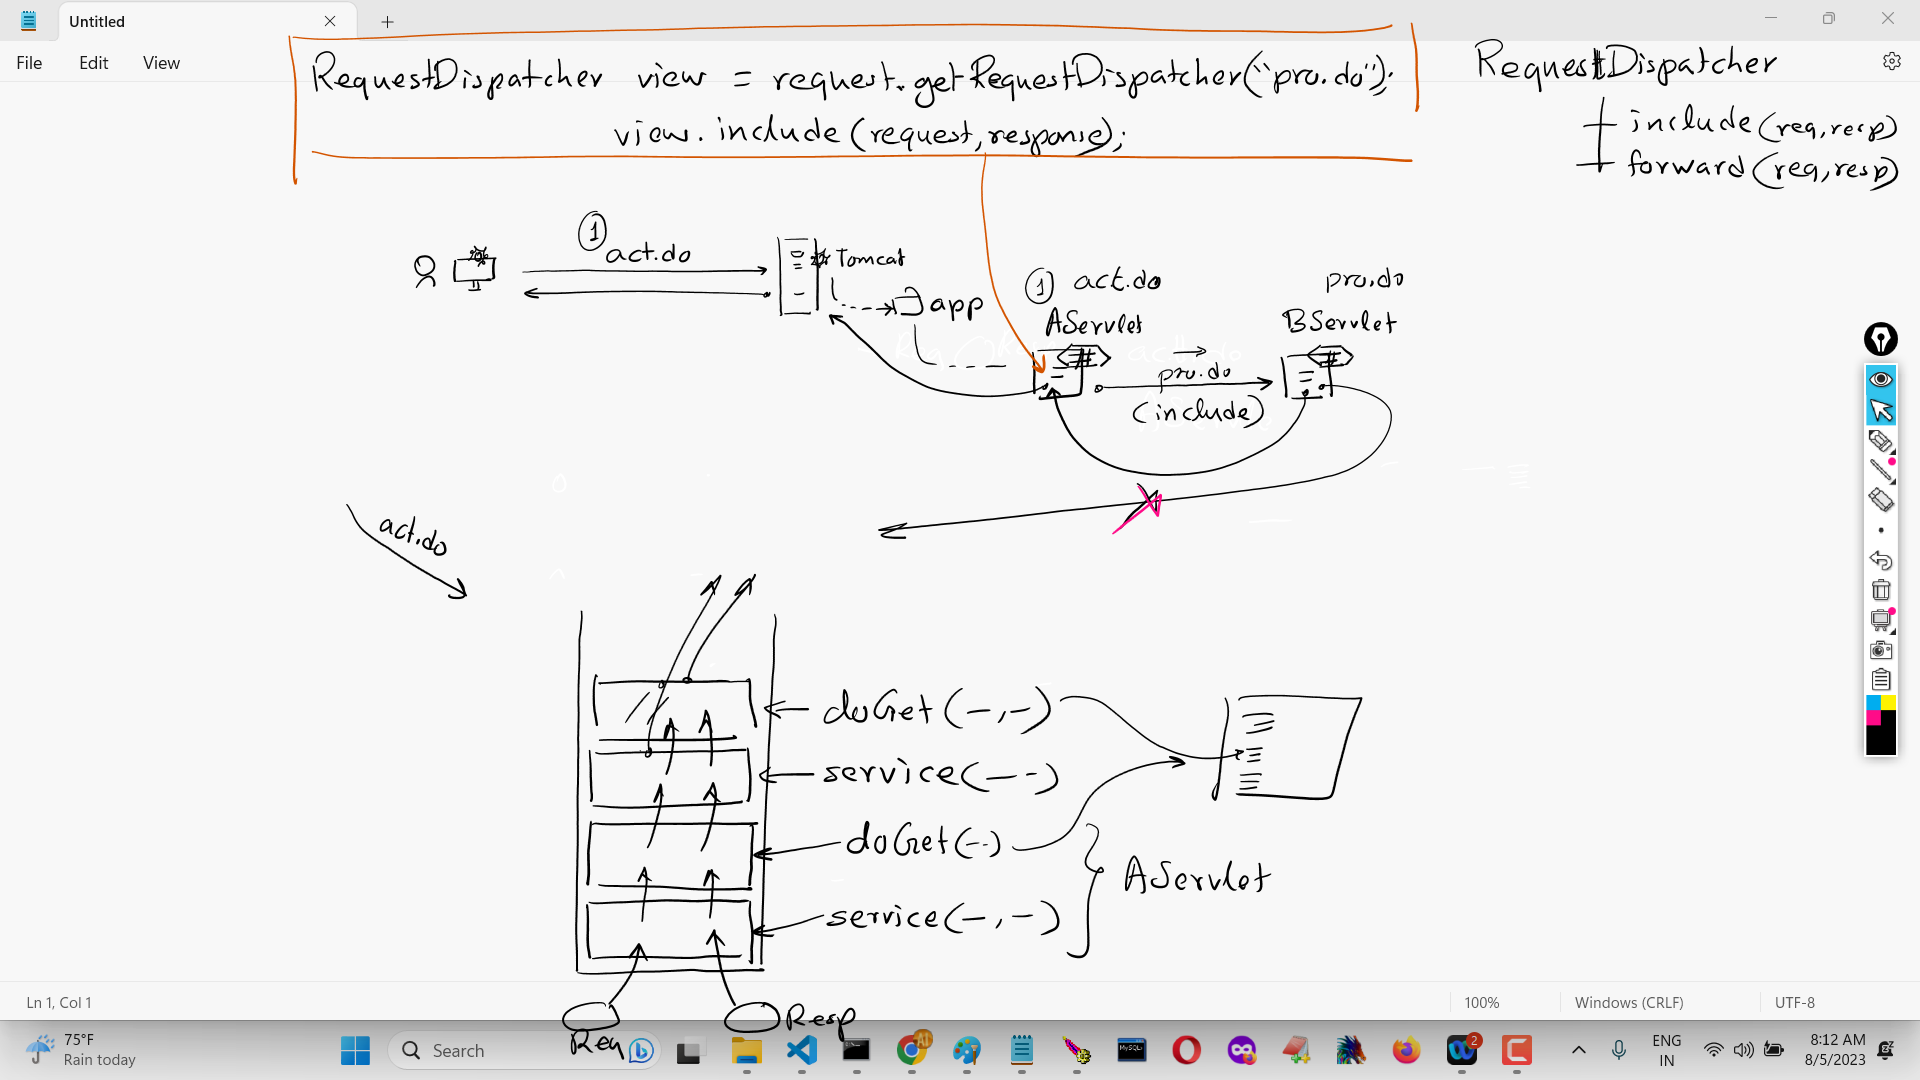 Untitled
File Edit View
RequestDispatcher view = request.getRequestDispatcher("pro.do");
view.include(request,response);
RequestDispatcher
include(req,resp)
forward(req,resp)
1
act.do
Tomcat
app
1 act.do
AServlet
pro.do
BServlet
pro.do
(include)
act.do
doGet(-,-)
service(--)
doGet(--)
service(-,-)
AServlet
Req
Resp
Ln 1, Col 1
100%
Windows (CRLF)
UTF-8
75°F
Rain today
Search
AI
MySQL
2
ENG
IN
8:12 AM
8/5/2023